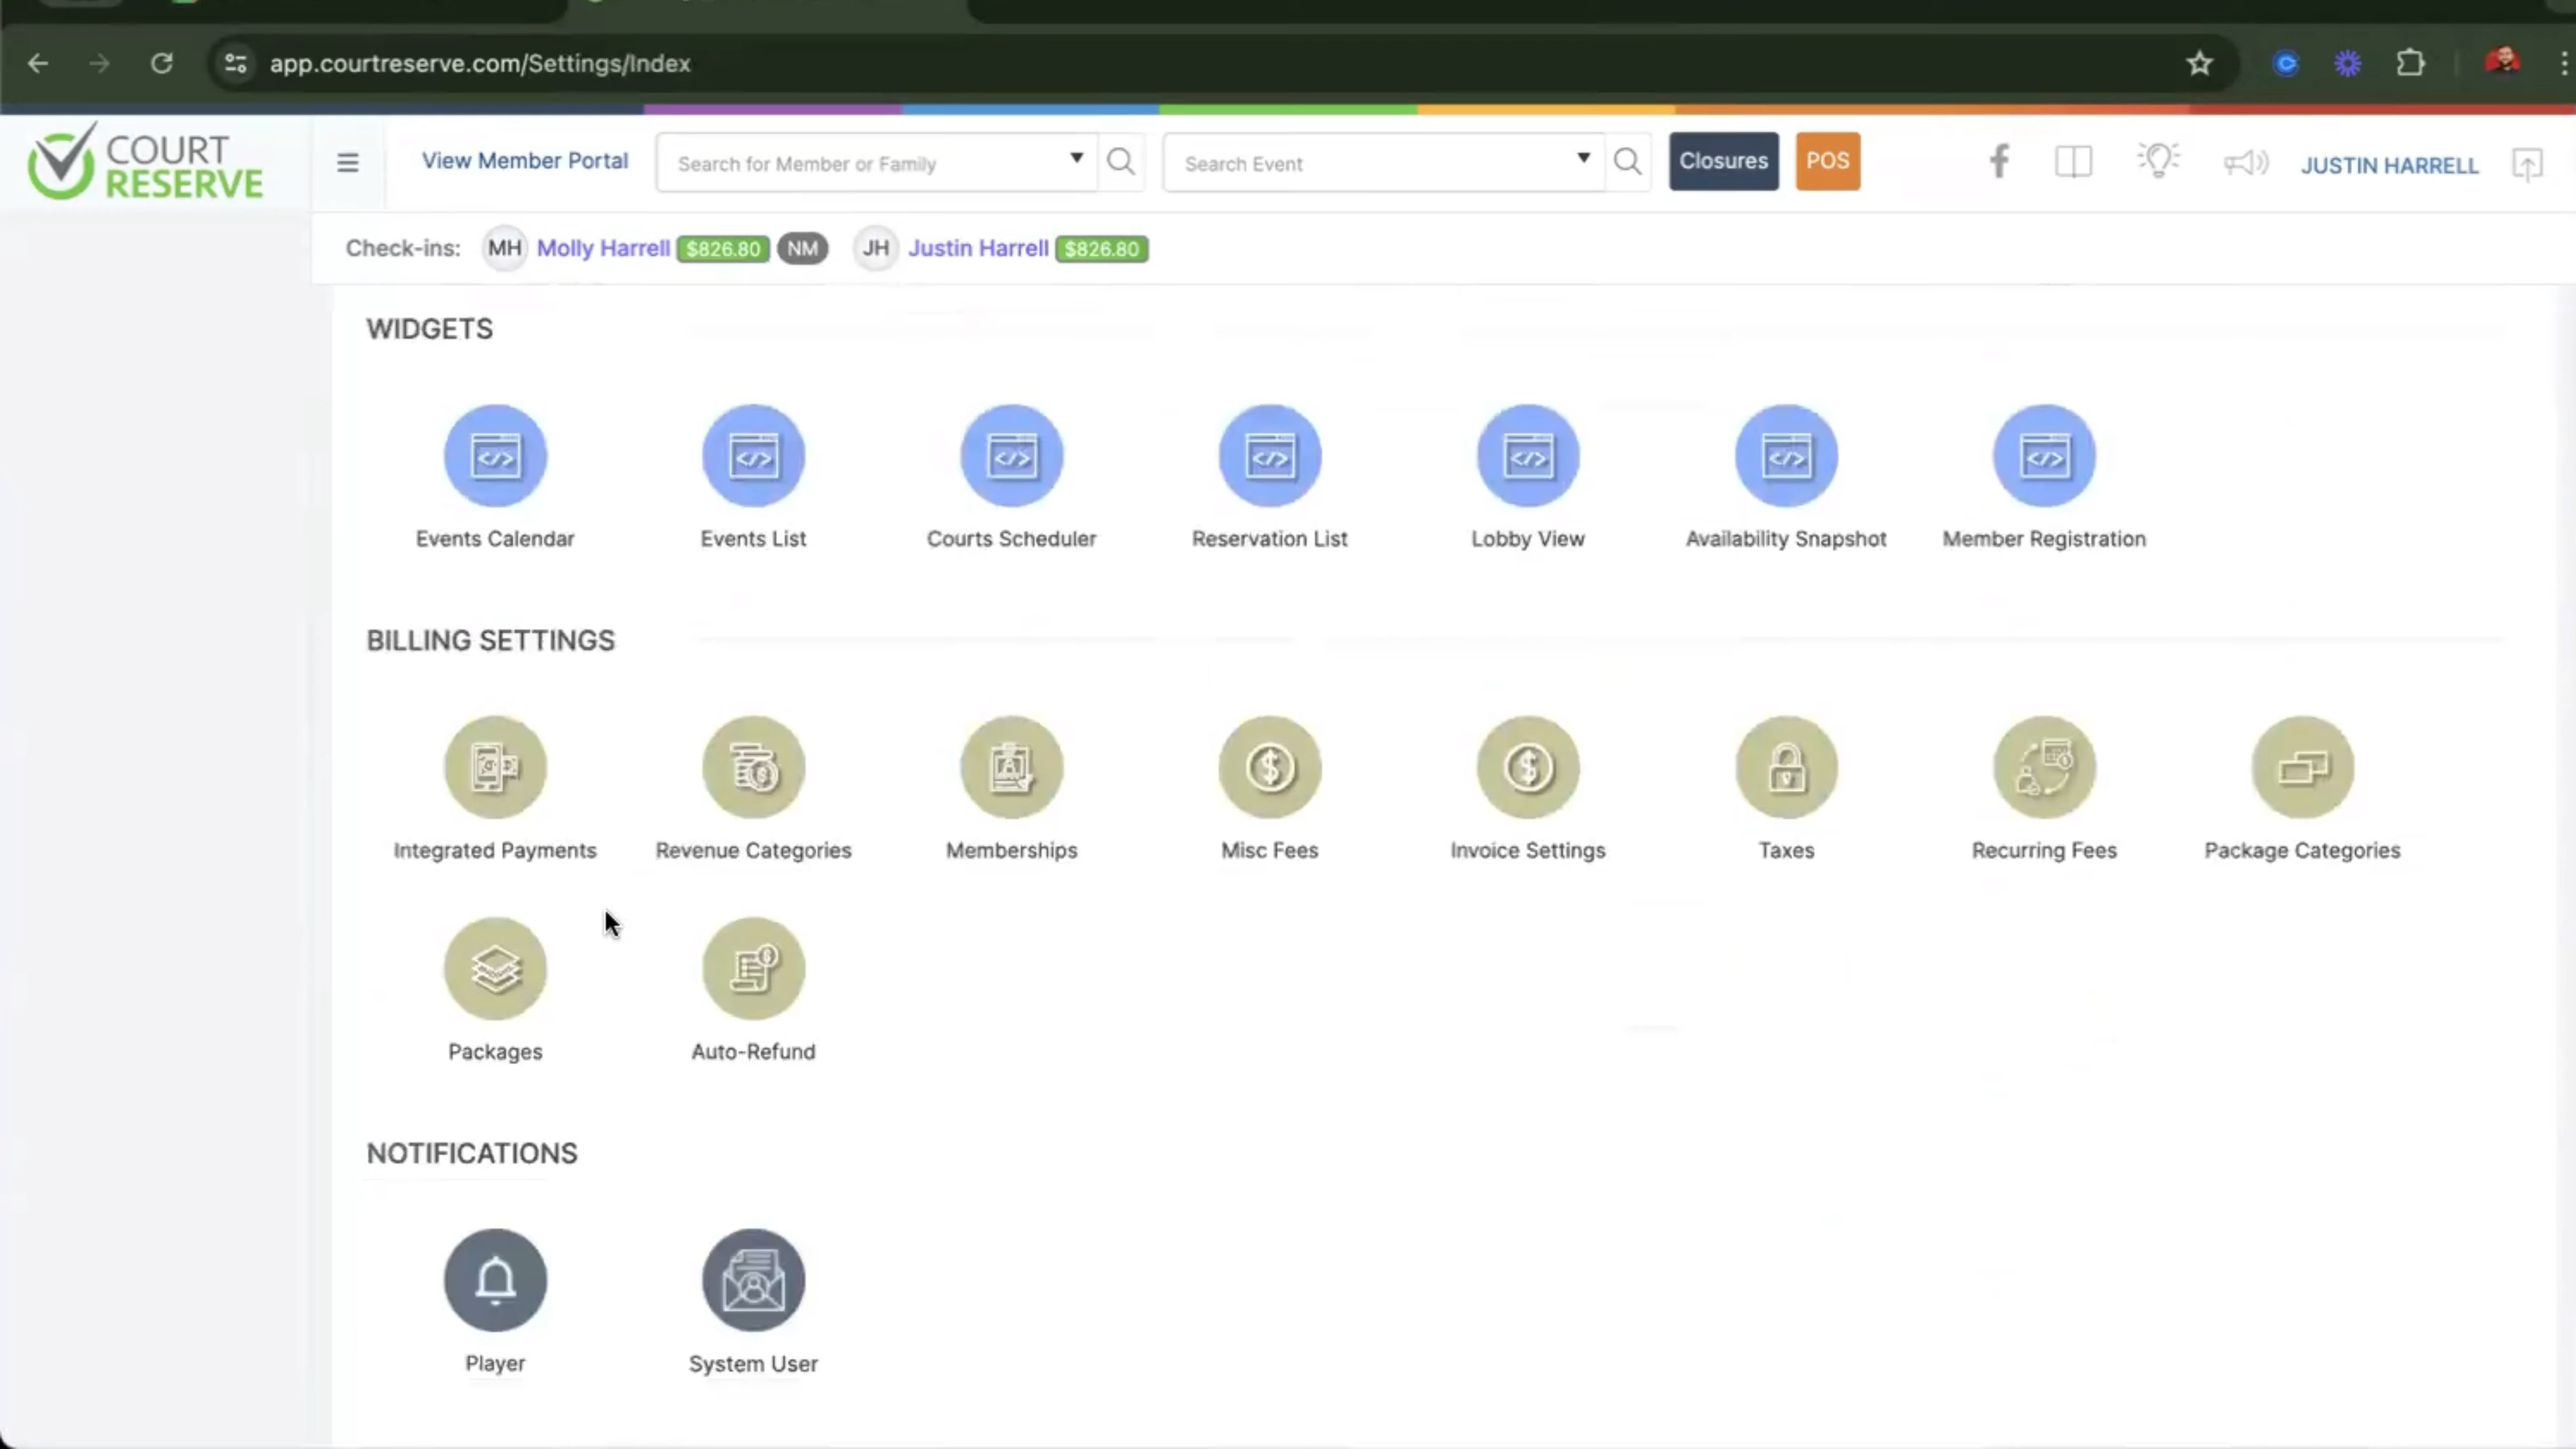 app.courtreserve.com/Settings/Index
COURT
RESERVE
View Member Portal
Search for Member or Family
Search Event
Closures
POS
JUSTIN HARRELL
Check-ins: MH Molly Harrell $826.80 NM JH Justin Harrell $826.80
WIDGETS
Events Calendar
Events List
Courts Scheduler
Reservation List
Lobby View
Availability Snapshot
Member Registration
BILLING SETTINGS
Integrated Payments
Revenue Categories
Memberships
Misc Fees
Invoice Settings
Taxes
Recurring Fees
Package Categories
Packages
Auto-Refund
NOTIFICATIONS
Player
System User